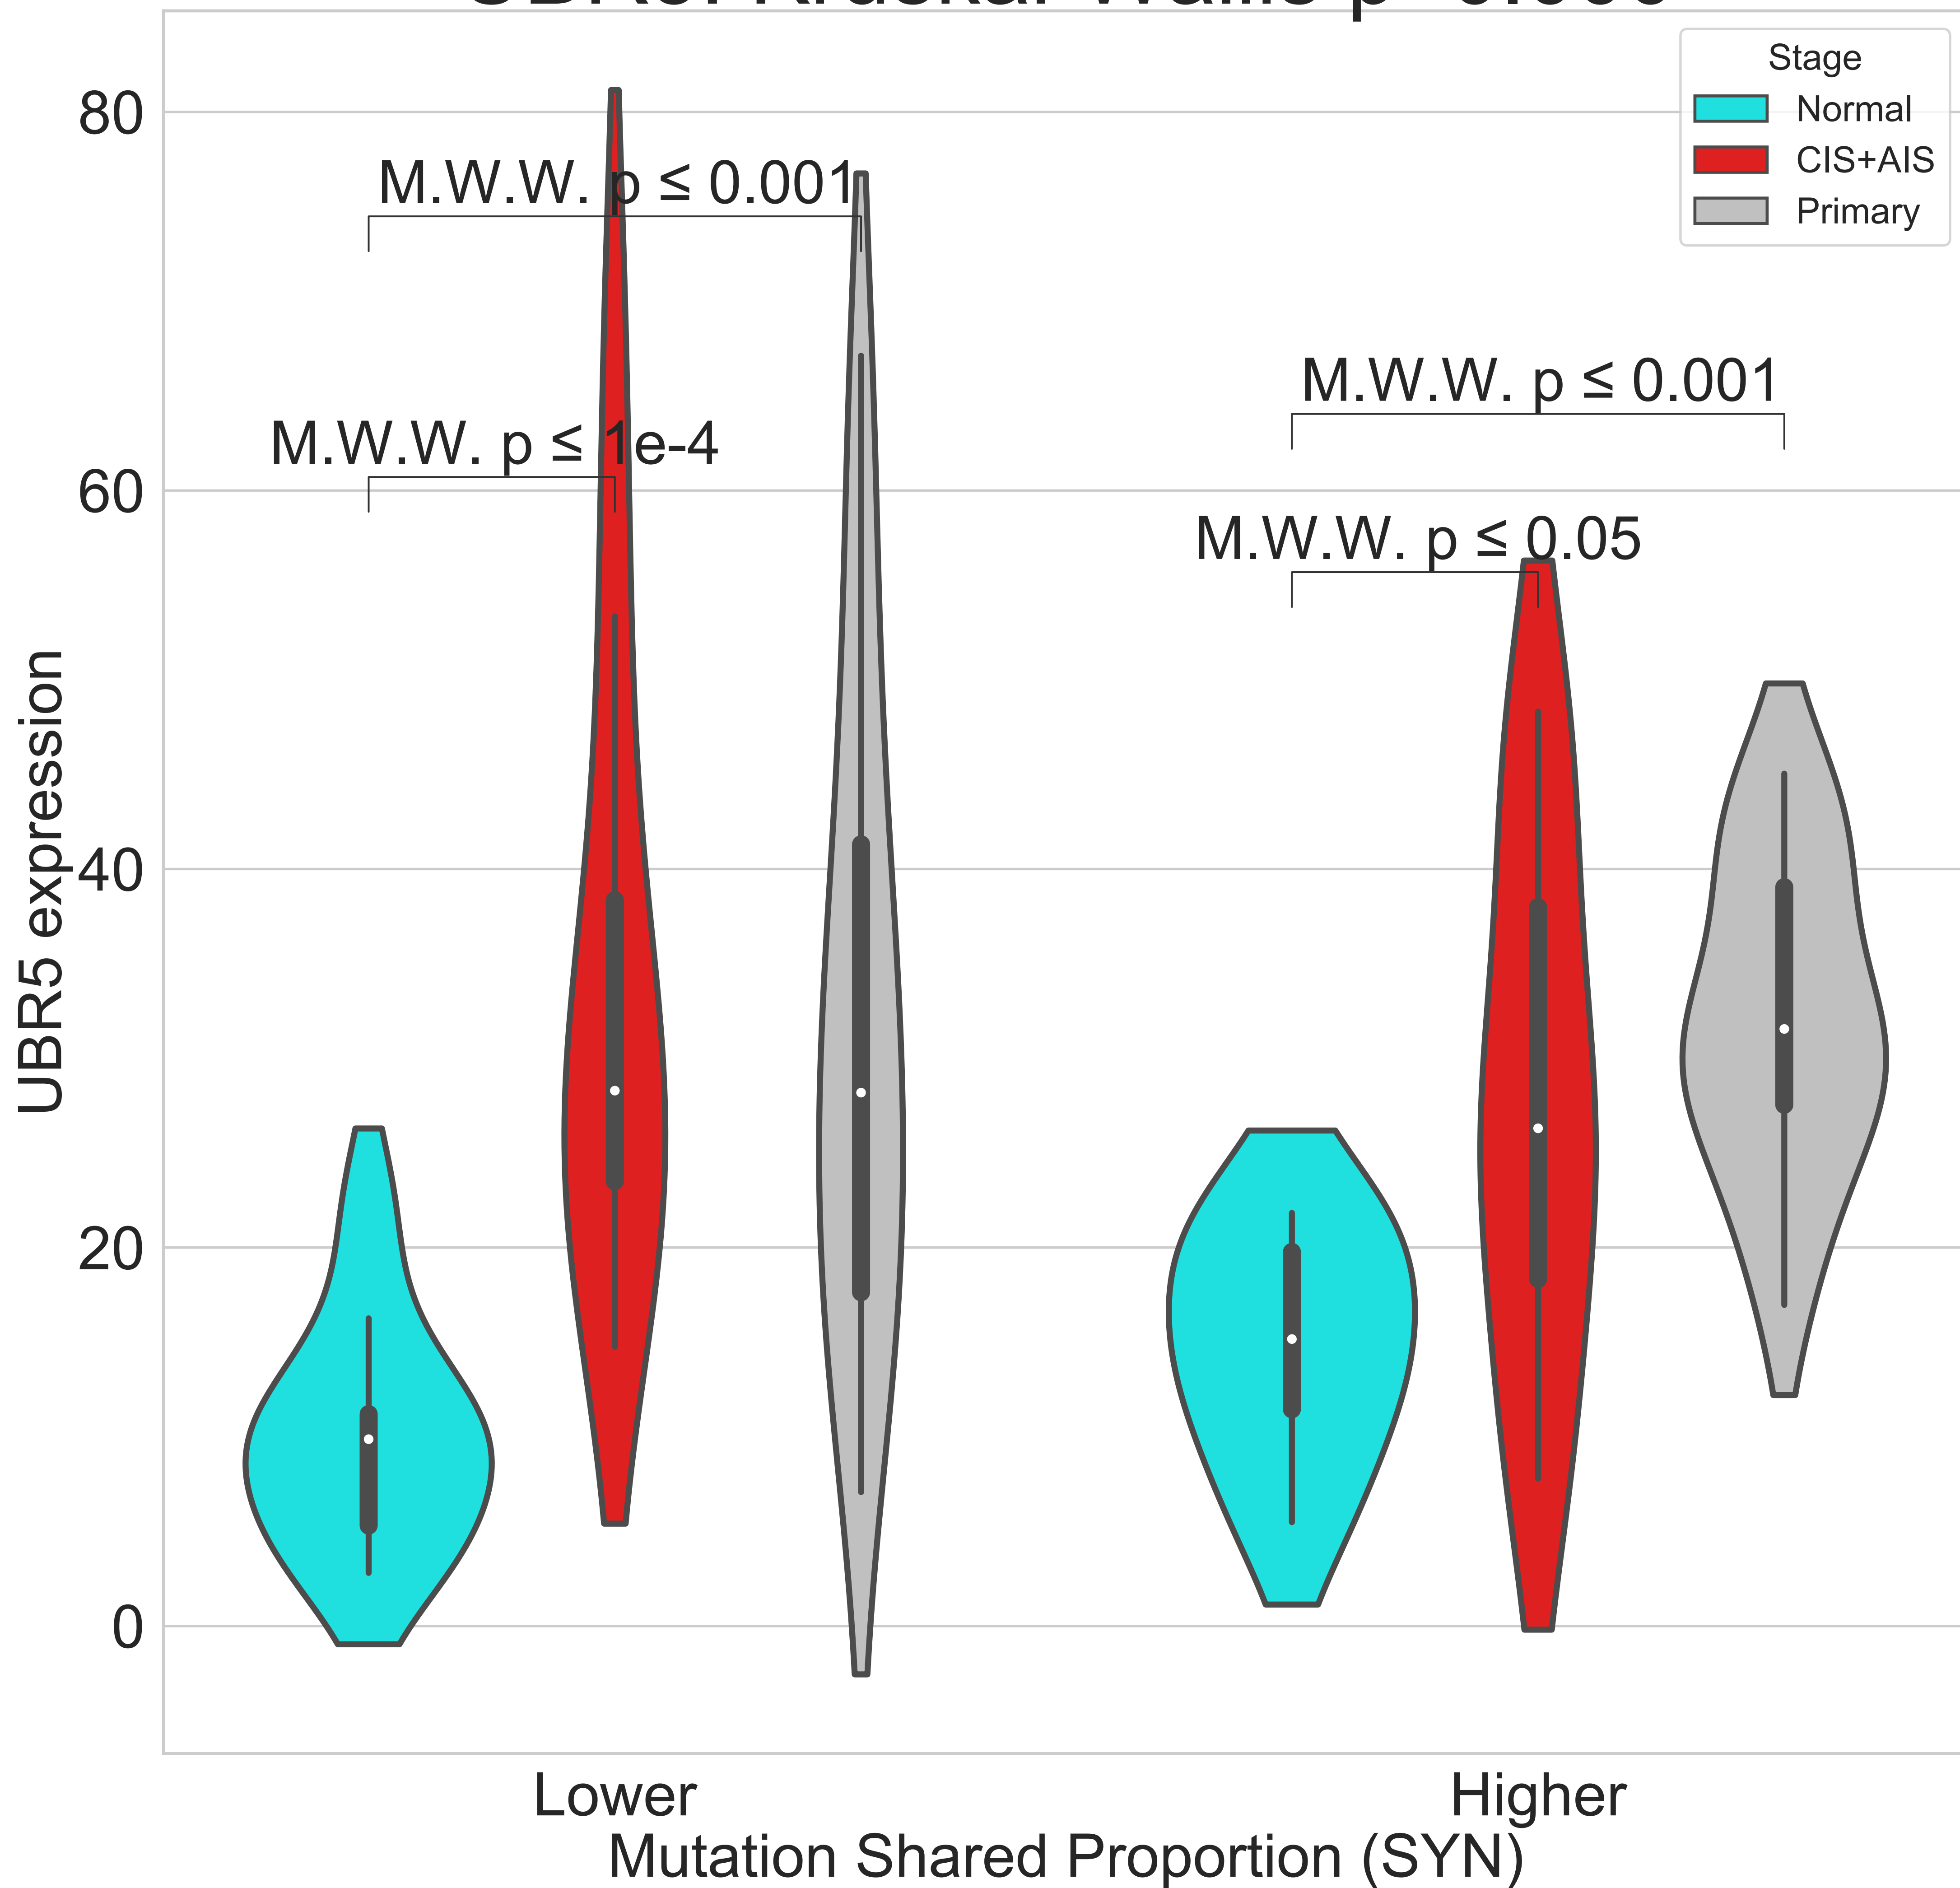 Stage
Normal
CIS+AIS
Primary
80
60
40
20
0
M.W.W. p ≤ 0.001
M.W.W. p ≤ 1e-4
M.W.W. p ≤ 0.001
M.W.W. p ≤ 0.05
UBR5 expression
Lower
Higher
Mutation Shared Proportion (SYN)